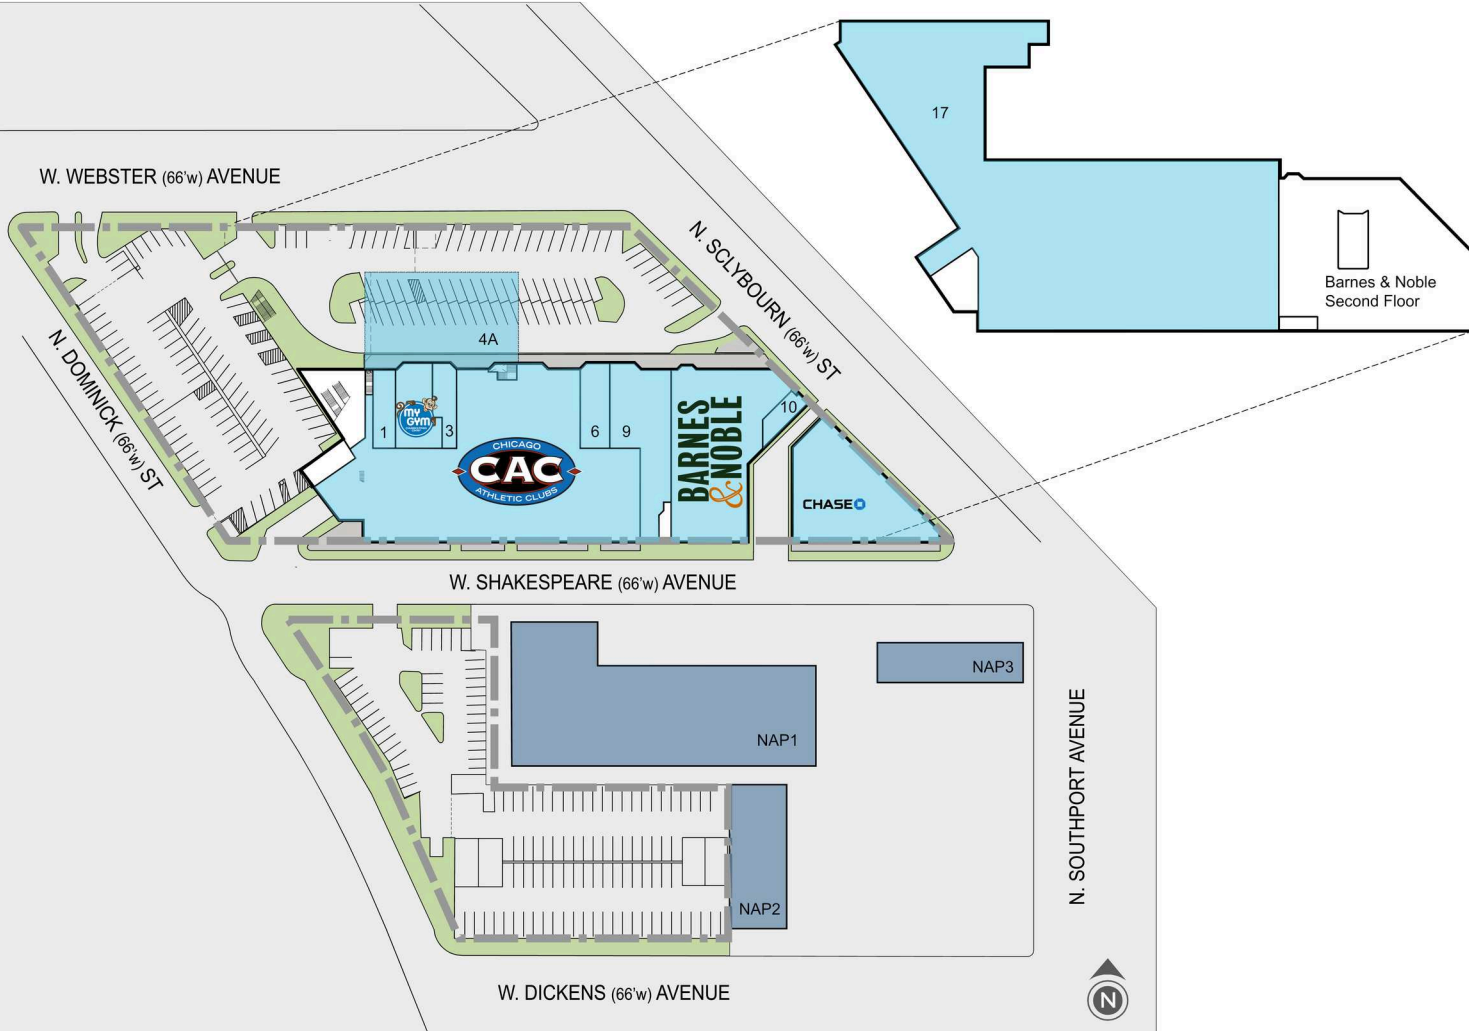 17
W. WEBSTER (66'w) AVENUE
N. SCLYBOURN (66'w) ST
Barnes & Noble
Second Floor
4A
N. DOMINICK (66'w) ST
MY
GYM
1
3
6
9
10
BARNES
& NOBLE
CHICAGO
CAC
ATHLETIC CLUBS
CHASE
W. SHAKESPEARE (66'w) AVENUE
NAP3
NAP1
N. SOUTHPORT AVENUE
NAP2
W. DICKENS (66'w) AVENUE
N